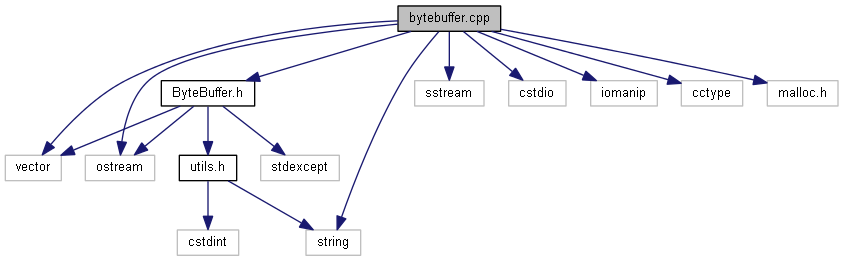 bytebuffer.cpp
ByteBuffer.h
sstream
cstdio
iomanip
cctype
malloc.h
vector
ostream
utils.h
stdexcept
cstdint
string